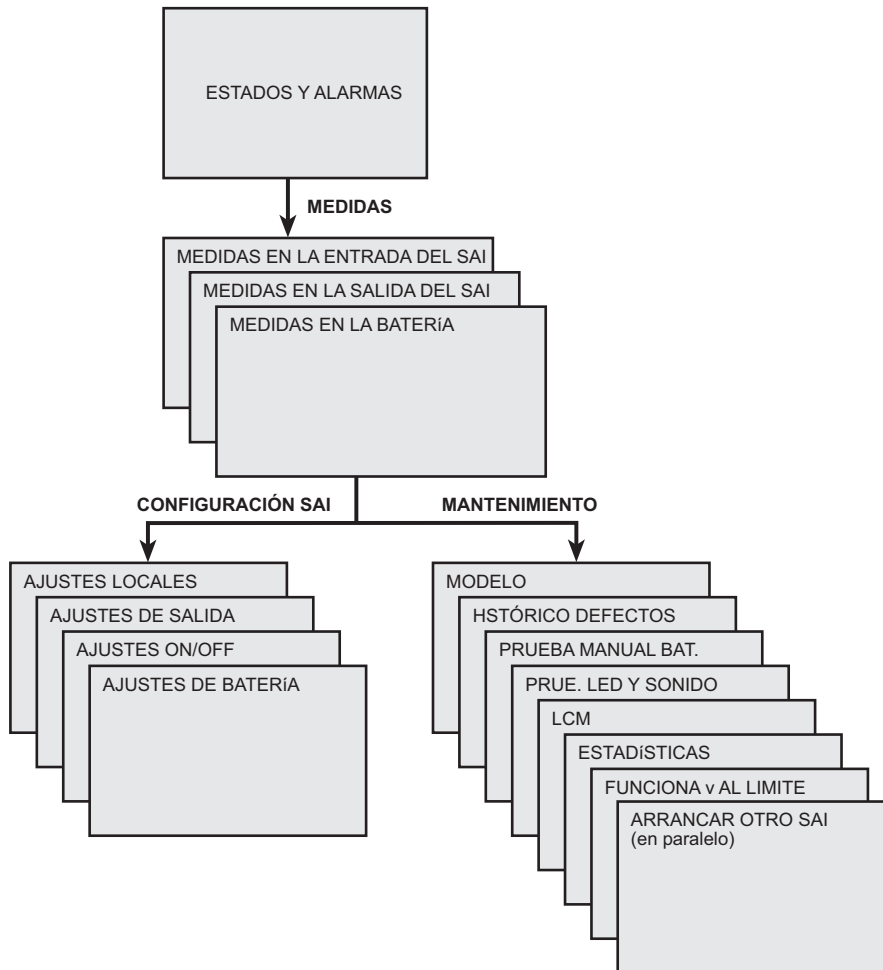 ESTADOS Y ALARMAS
MEDIDAS
MEDIDAS EN LA ENTRADA DEL SAI
MEDIDAS EN LA SALIDA DEL SAI
MEDIDAS EN LA BATERíA
CONFIGURACIÓN SAI
MANTENIMIENTO
AJUSTES LOCALES
AJUSTES DE SALIDA
AJUSTES ON/OFF
AJUSTES DE BATERíA
MODELO
HSTÓRICO DEFECTOS
PRUEBA MANUAL BAT.
PRUE. LED Y SONIDO
LCM
ESTADíSTICAS
FUNCIONA v AL LIMITE
ARRANCAR OTRO SAI
(en paralelo)